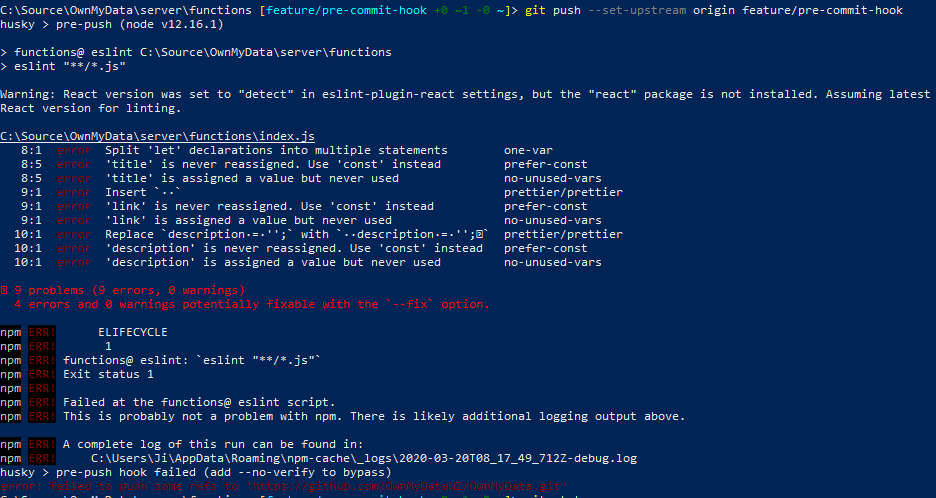 C:\Source\OwnMyData\server\functions [feature/pre-commit-hook +0 ~1 -0 ~]> git push --set-upstream origin feature/pre-commit-hook
husky > pre-push (node v12.16.1)
> functions@ eslint C:\Source\OwnMyData\server\functions
> eslint "**/*.js"
Warning: React version was set to "detect" in eslint-plugin-react settings, but the "react" package is not installed. Assuming latest
React version for linting.
C:\Source\OwnMyData\server\functions\index.js
8:1 error Split 'let' declarations into multiple statements one-var
8:5 error 'title' is never reassigned. Use 'const' instead prefer-const
8:5 error 'title' is assigned a value but never used no-unused-vars
9:1 error Insert `··` prettier/prettier
9:1 error 'link' is never reassigned. Use 'const' instead prefer-const
9:1 error 'link' is assigned a value but never used no-unused-vars
10:1 error Replace `description·=·'';` with `··description·=·'';⍰` prettier/prettier
10:1 error 'description' is never reassigned. Use 'const' instead prefer-const
10:1 error 'description' is assigned a value but never used no-unused-vars
⍰ 9 problems (9 errors, 0 warnings)
4 errors and 0 warnings potentially fixable with the `--fix` option.
npm ERR! ELIFECYCLE
npm ERR! 1
npm ERR! functions@ eslint: `eslint "**/*.js"`
npm ERR! Exit status 1
npm ERR!
npm ERR! Failed at the functions@ eslint script.
npm ERR! This is probably not a problem with npm. There is likely additional logging output above.
npm ERR! A complete log of this run can be found in:
npm ERR! C:\Users\Ji\AppData\Roaming\npm-cache\_logs\2020-03-20T08_17_49_712Z-debug.log
husky > pre-push hook failed (add --no-verify to bypass)
error: failed to push some refs to 'https://github.com/OwnMyDataNZ/OwnMyData.git'
C:\Source\OwnMyData\server\functions [feature/pre-commit-hook +0 ~1 -0 ~]>